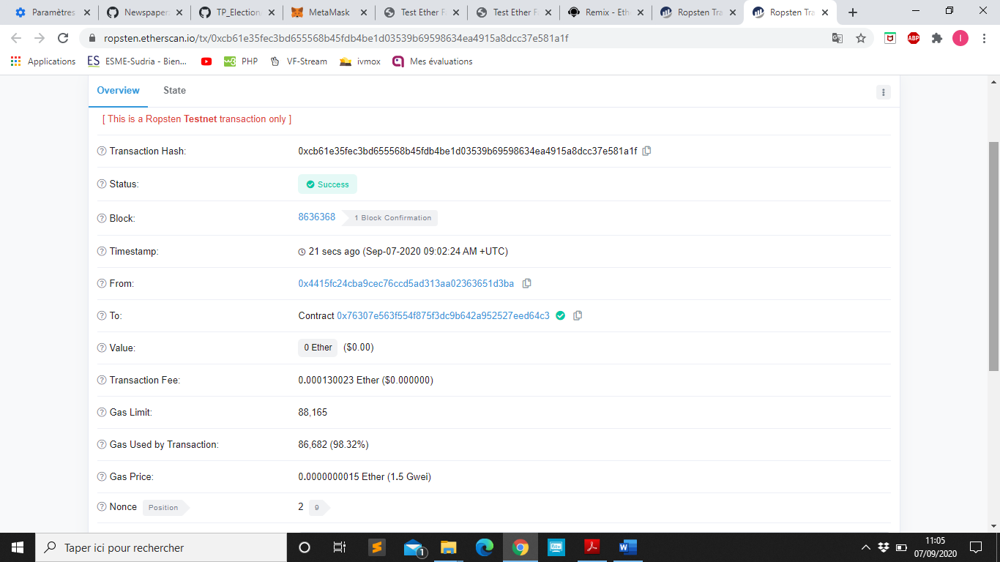 Paramètres
Newspaper
TP_Election
MetaMask
Test Ether F
Test Ether F
Remix - Eth
Ropsten Tra
Ropsten Tra
ropsten.etherscan.io/tx/0xcb61e35fec3bd655568b45fdb4be1d03539b69598634ea4915a8dcc37e581a1f
ABP
I
Applications
ES ESME-Sudria - Bien...
PHP
VF-Stream
ivmox
Mes évaluations
Overview
State
[ This is a Ropsten Testnet transaction only ]
Transaction Hash: 0xcb61e35fec3bd655568b45fdb4be1d03539b69598634ea4915a8dcc37e581a1f
Status: Success
Block: 8636368 1 Block Confirmation
Timestamp: 21 secs ago (Sep-07-2020 09:02:24 AM +UTC)
From: 0x4415fc24cba9cec76ccd5ad313aa02363651d3ba
To: Contract 0x76307e563f554f875f3dc9b642a952527eed64c3
Value: 0 Ether ($0.00)
Transaction Fee: 0.000130023 Ether ($0.000000)
Gas Limit: 88,165
Gas Used by Transaction: 86,682 (98.32%)
Gas Price: 0.0000000015 Ether (1.5 Gwei)
Nonce Position 2 9
Taper ici pour rechercher
1
11:05
07/09/2020